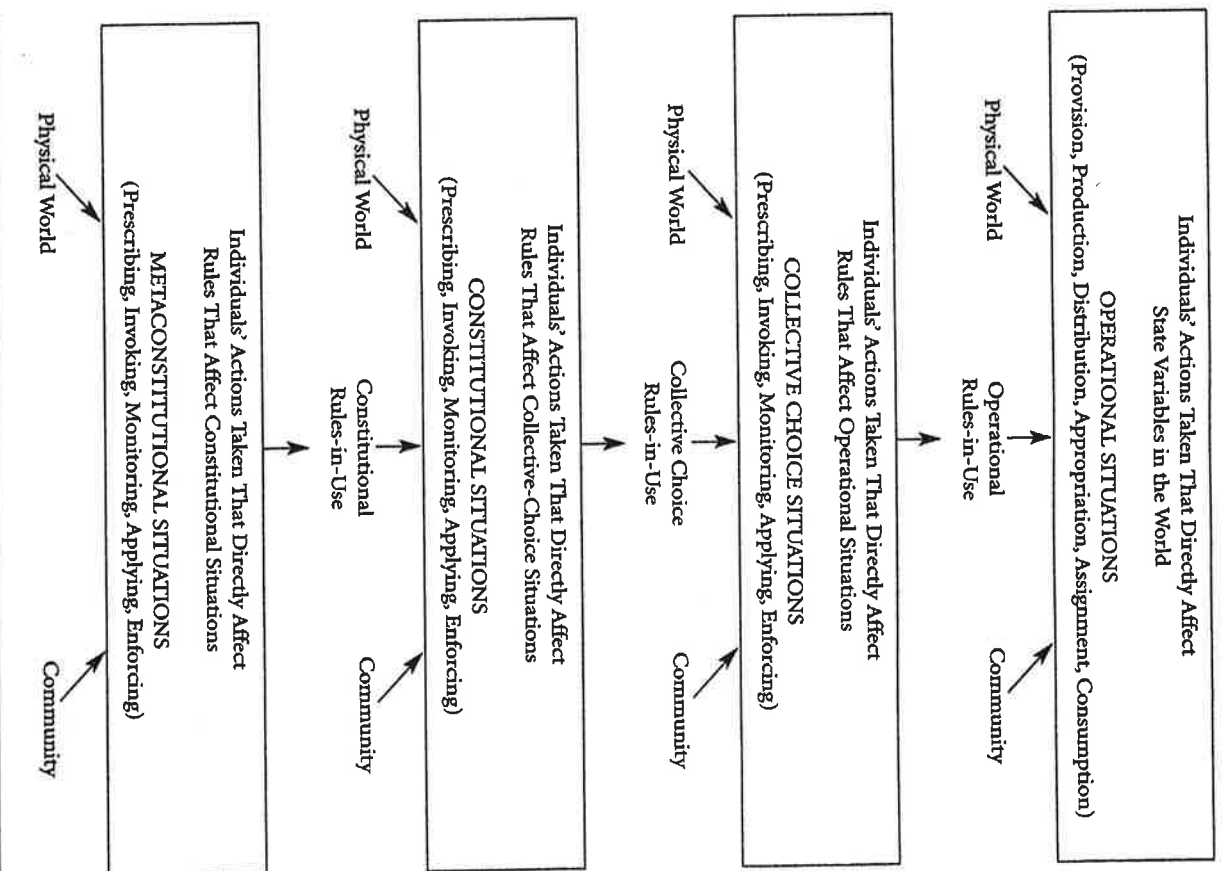 Individuals' Actions Taken That Directly Affect
State Variables in the World
OPERATIONAL SITUATIONS
(Provision, Production, Distribution, Appropriation, Assignment, Consumption)
Physical World
Operational
Rules-in-Use
Community
Individuals' Actions Taken That Directly Affect
Rules That Affect Operational Situations
COLLECTIVE CHOICE SITUATIONS
(Prescribing, Invoking, Monitoring, Applying, Enforcing)
Physical World
Collective Choice
Rules-in-Use
Community
Individuals' Actions Taken That Directly Affect
Rules That Affect Collective-Choice Situations
CONSTITUTIONAL SITUATIONS
(Prescribing, Invoking, Monitoring, Applying, Enforcing)
Physical World
Constitutional
Rules-in-Use
Community
Individuals' Actions Taken That Directly Affect
Rules That Affect Constitutional Situations
METACONSTITUTIONAL SITUATIONS
(Prescribing, Invoking, Monitoring, Applying, Enforcing)
Physical World
Community